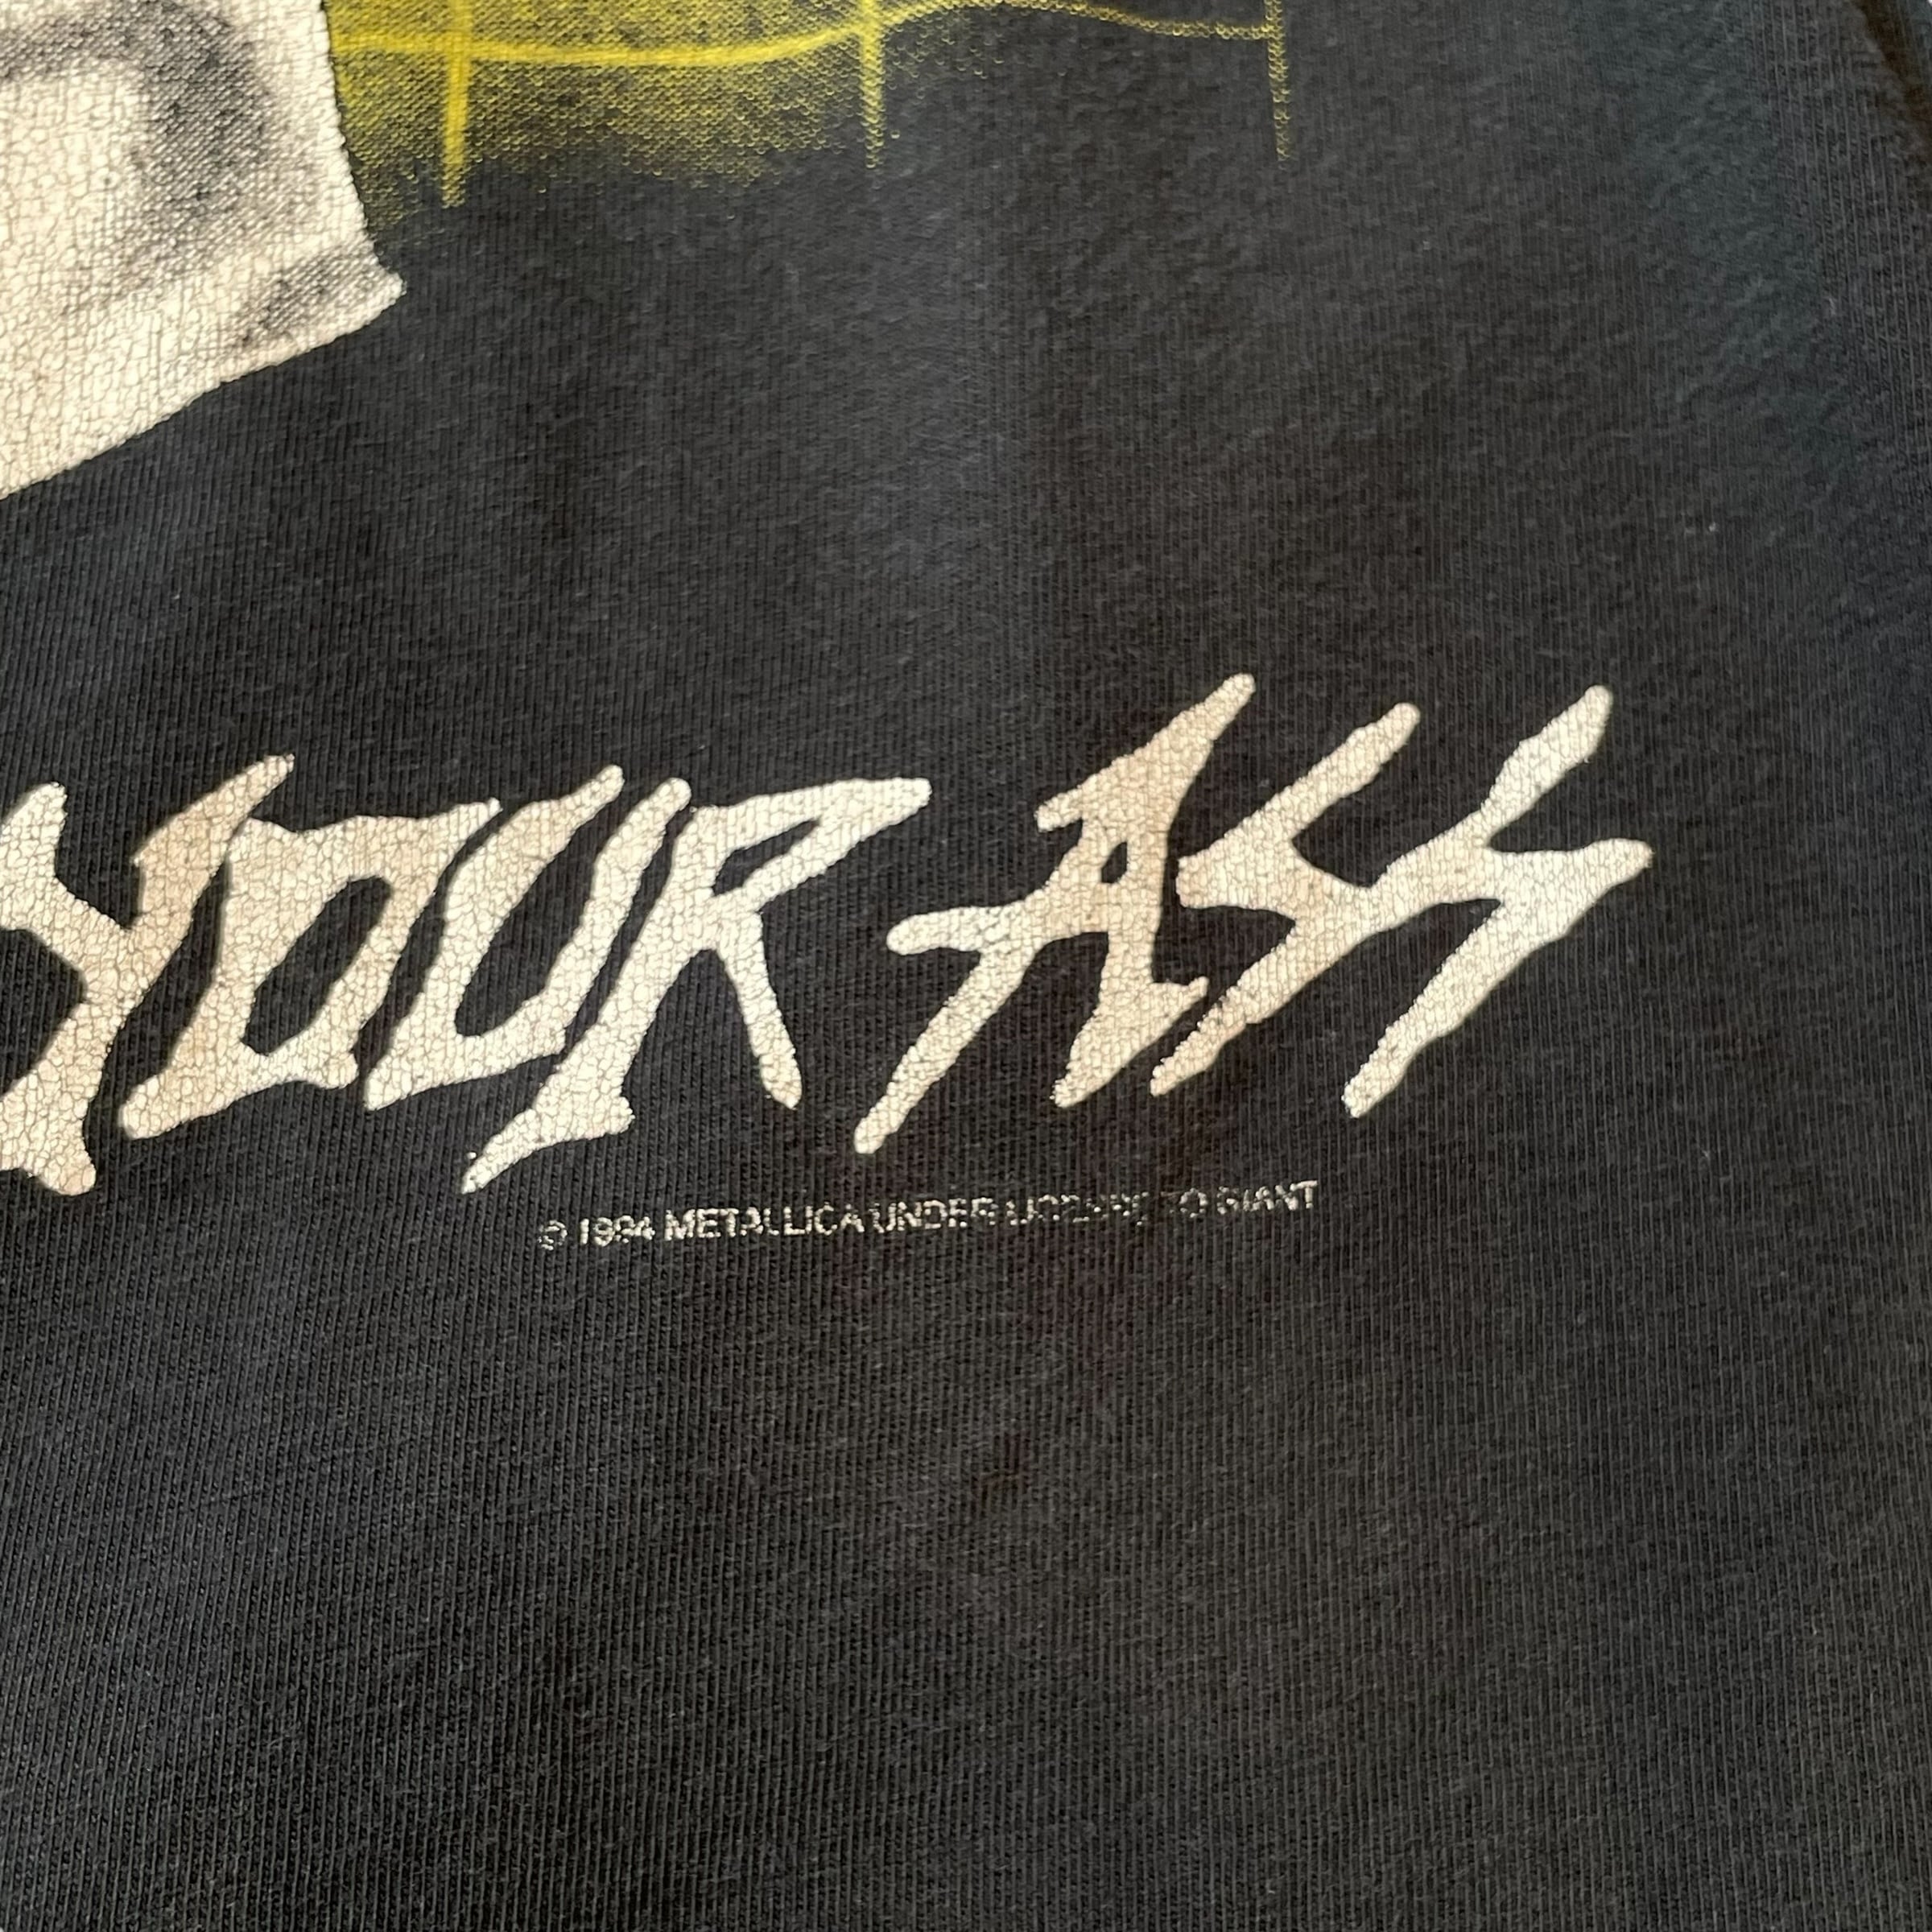 YOUR ASS
© 1994 METALLICA UNDER LICENSE TO GIANT